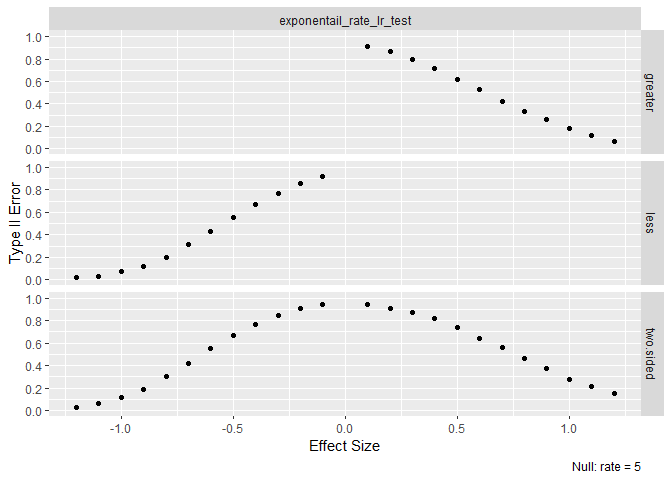 exponentail_rate_lr_test
Type II Error
1.0
0.8
0.6
0.4
0.2
0.0
greater
1.0
0.8
0.6
0.4
0.2
0.0
less
1.0
0.8
0.6
0.4
0.2
0.0
two.sided
-1.0 -0.5 0.0 0.5 1.0
Effect Size
Null: rate = 5